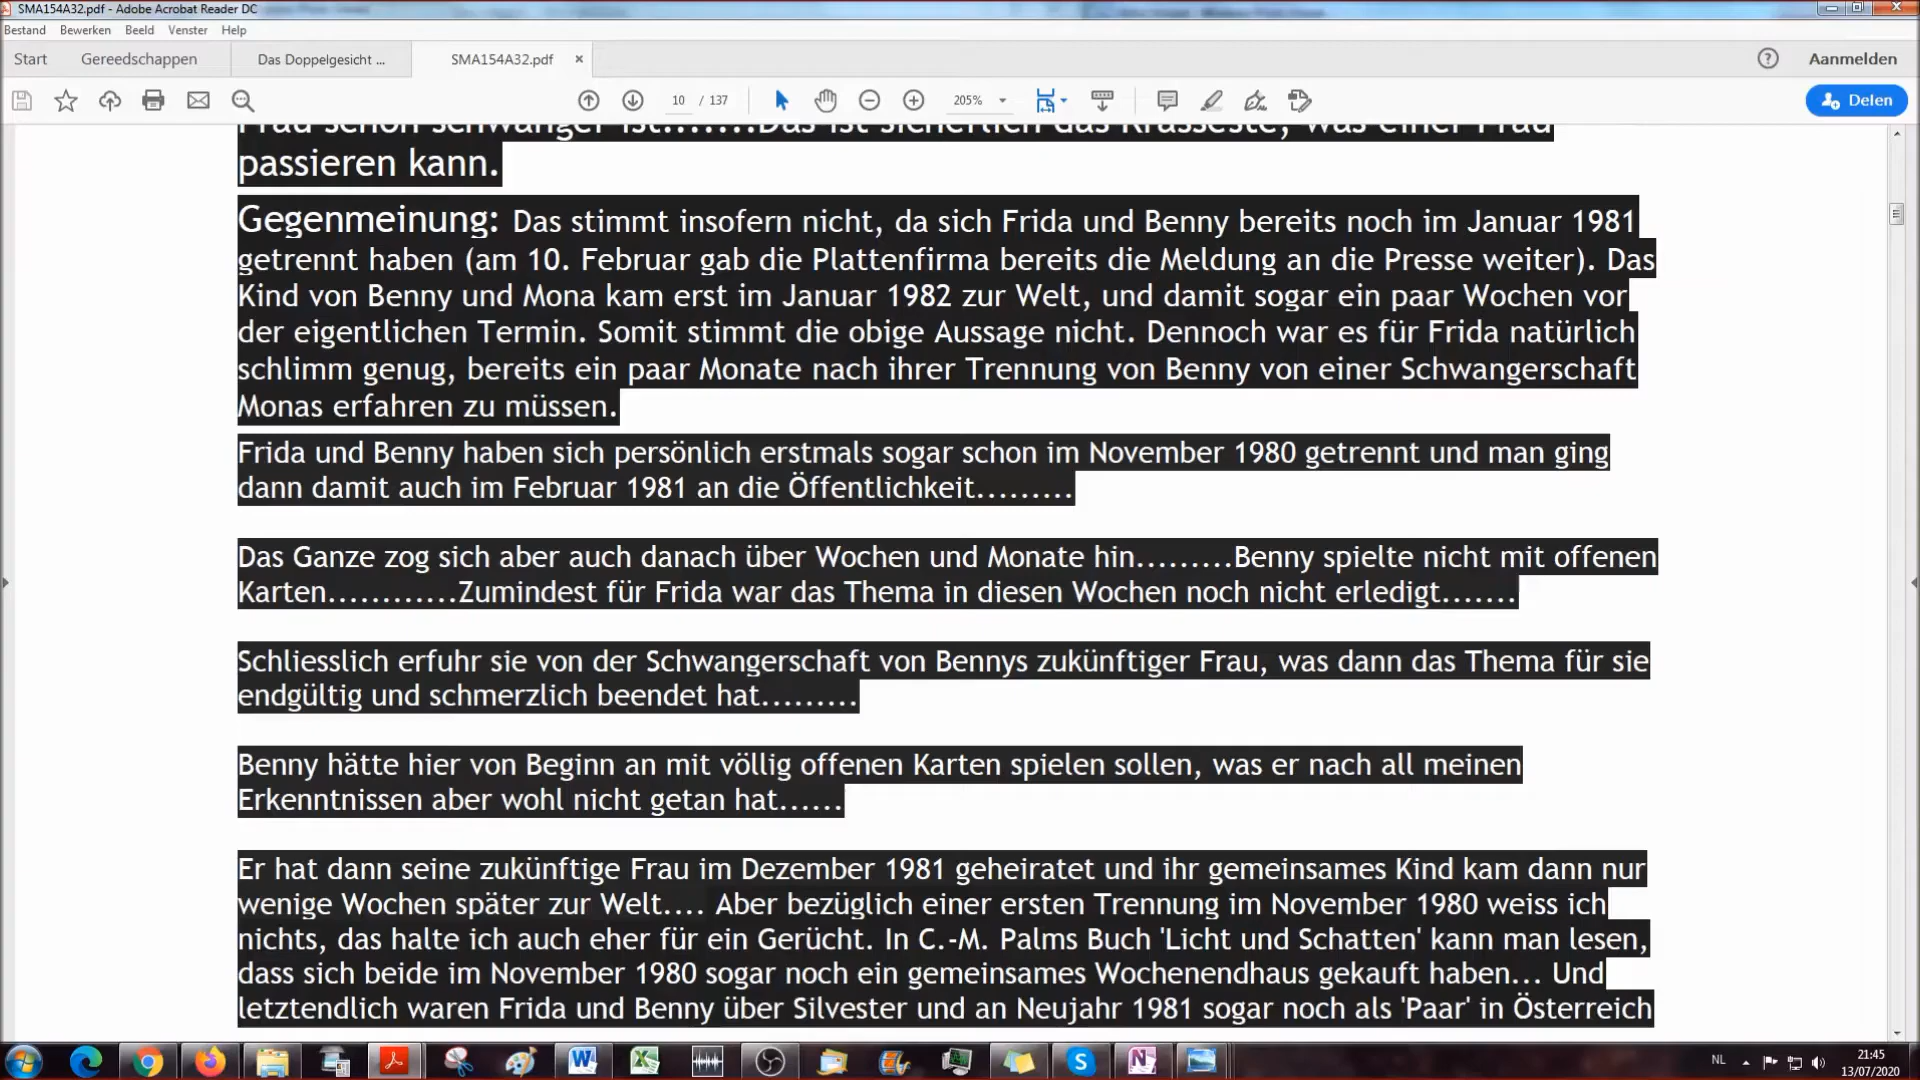 SMA154A32.pdf - Adobe Acrobat Reader DC
Bestand Bewerken Beeld Venster Help
Start Gereedschappen Das Doppelgesicht ... SMA154A32.pdf × Aanmelden
10 / 137 205% Delen
Frau schon schwanger ist.......Das ist sicherlich das Krasseste, was einer Frau
passieren kann.
Gegenmeinung: Das stimmt insofern nicht, da sich Frida und Benny bereits noch im Januar 1981
getrennt haben (am 10. Februar gab die Plattenfirma bereits die Meldung an die Presse weiter). Das
Kind von Benny und Mona kam erst im Januar 1982 zur Welt, und damit sogar ein paar Wochen vor
der eigentlichen Termin. Somit stimmt die obige Aussage nicht. Dennoch war es für Frida natürlich
schlimm genug, bereits ein paar Monate nach ihrer Trennung von Benny von einer Schwangerschaft
Monas erfahren zu müssen.
Frida und Benny haben sich persönlich erstmals sogar schon im November 1980 getrennt und man ging
dann damit auch im Februar 1981 an die Öffentlichkeit.........
Das Ganze zog sich aber auch danach über Wochen und Monate hin.........Benny spielte nicht mit offenen
Karten............Zumindest für Frida war das Thema in diesen Wochen noch nicht erledigt.......
Schliesslich erfuhr sie von der Schwangerschaft von Bennys zukünftiger Frau, was dann das Thema für sie
endgültig und schmerzlich beendet hat.........
Benny hätte hier von Beginn an mit völlig offenen Karten spielen sollen, was er nach all meinen
Erkenntnissen aber wohl nicht getan hat......
Er hat dann seine zukünftige Frau im Dezember 1981 geheiratet und ihr gemeinsames Kind kam dann nur
wenige Wochen später zur Welt.... Aber bezüglich einer ersten Trennung im November 1980 weiss ich
nichts, das halte ich auch eher für ein Gerücht. In C.-M. Palms Buch 'Licht und Schatten' kann man lesen,
dass sich beide im November 1980 sogar noch ein gemeinsames Wochenendhaus gekauft haben... Und
letztendlich waren Frida und Benny über Silvester und an Neujahr 1981 sogar noch als 'Paar' in Österreich
NL 21:45
13/07/2020